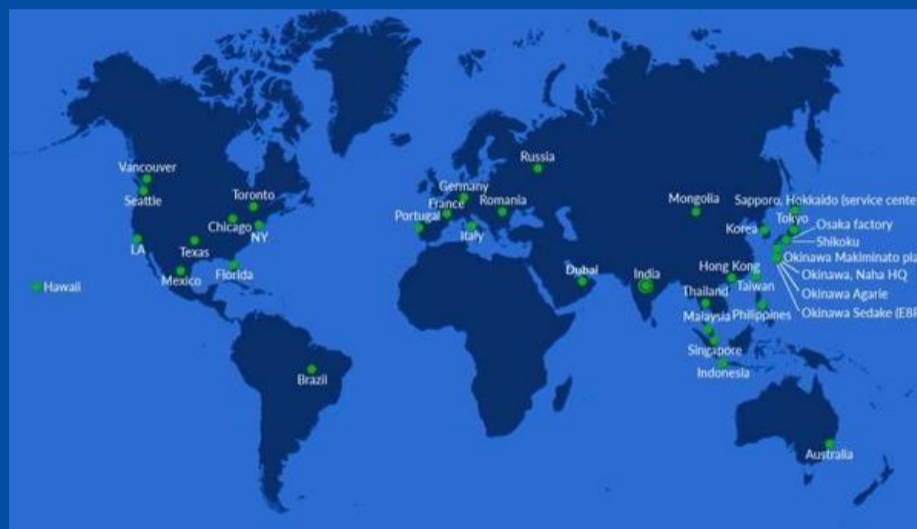 Vancouver
Seattle
Toronto
Chicago
NY
LA
Texas
Mexico
Florida
Hawaii
Brazil
Russia
Germany
France
Romania
Portugal
Italy
Dubai
India
Mongolia
Sapporo, Hokkaido (service cente
Tokyo
Korea
Osaka factory
Shikoku
Okinawa Makiminato pla
Hong Kong
Taiwan
Okinawa, Naha HQ
Thailand
Okinawa Agarie
Malaysia
Philippines
Okinawa Sedake (E8P
Singapore
Indonesia
Australia